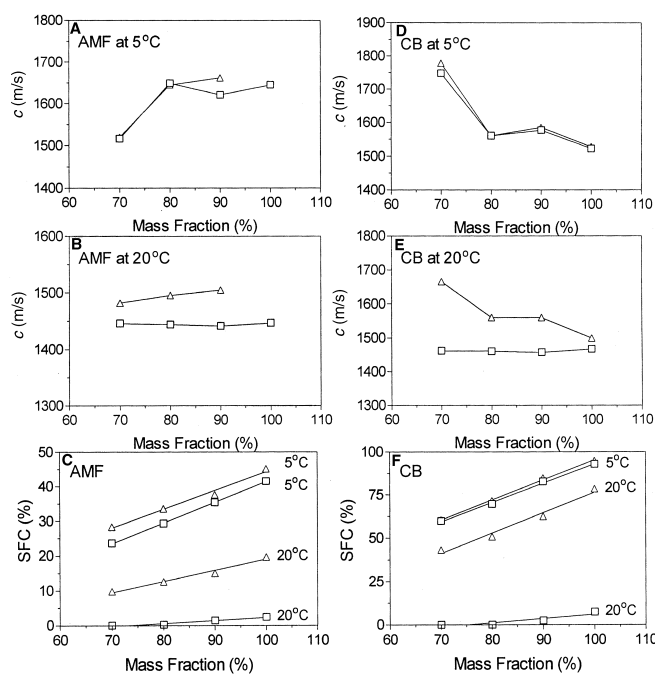 A
AMF at 5°C
c (m/s)
1800
1700
1600
1500
1400
60 70 80 90 100 110
Mass Fraction (%)
D
CB at 5°C
c (m/s)
1900
1800
1700
1600
1500
1400
60 70 80 90 100 110
Mass Fraction (%)
B
AMF at 20°C
c (m/s)
1600
1500
1400
1300
60 70 80 90 100 110
Mass Fraction (%)
E
CB at 20°C
c (m/s)
1800
1700
1600
1500
1400
1300
60 70 80 90 100 110
Mass Fraction (%)
C
AMF
SFC (%)
50
40
30
20
10
0
5°C
5°C
20°C
20°C
60 70 80 90 100 110
Mass Fraction (%)
F
CB
SFC (%)
100
75
50
25
0
5°C
20°C
20°C
60 70 80 90 100 110
Mass Fraction (%)